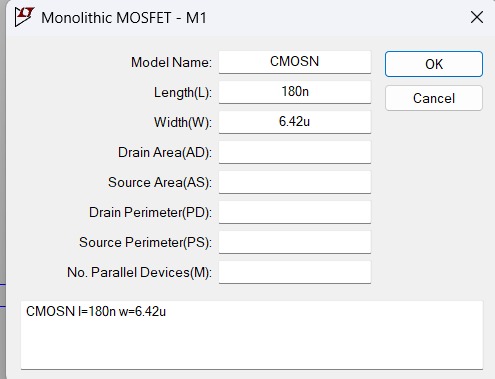 Monolithic MOSFET - M1
Model Name: CMOSN OK
Length(L): 180n Cancel
Width(W): 6.42u
Drain Area(AD):
Source Area(AS):
Drain Perimeter(PD):
Source Perimeter(PS):
No. Parallel Devices(M):
CMOSN l=180n w=6.42u